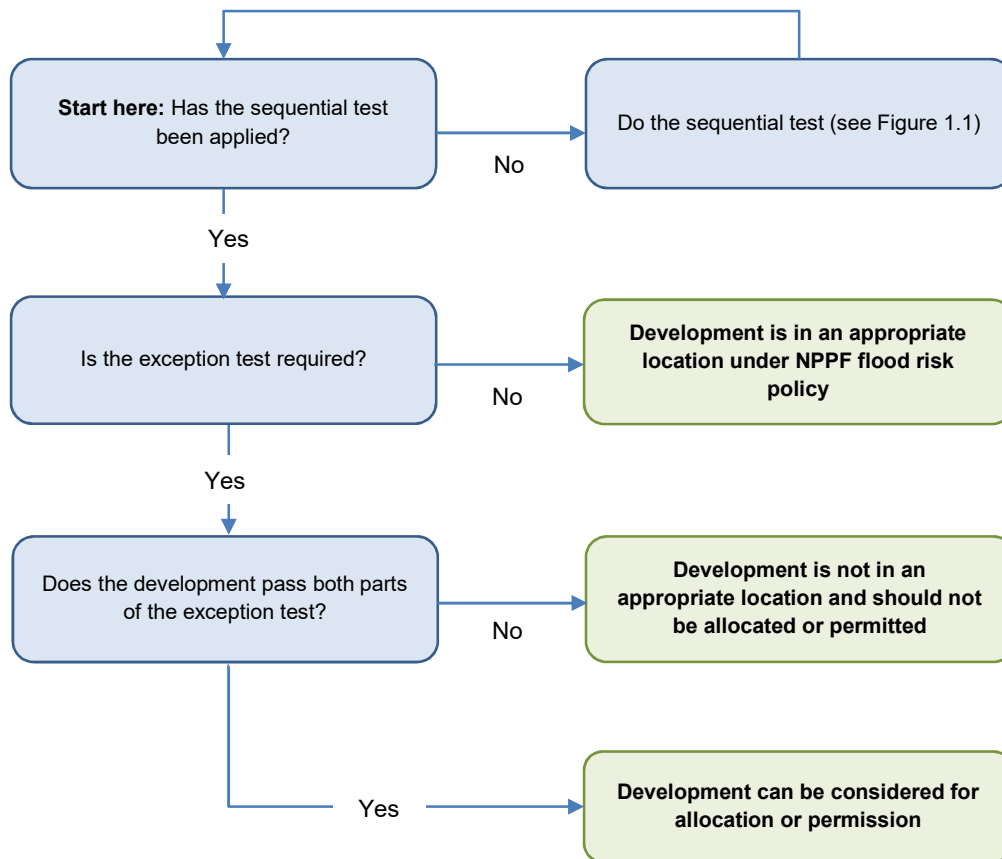 Start here: Has the sequential test
been applied?
No
Do the sequential test (see Figure 1.1)
Yes
Is the exception test required?
No
Development is in an appropriate
location under NPPF flood risk
policy
Yes
Does the development pass both parts
of the exception test?
No
Development is not in an
appropriate location and should not
be allocated or permitted
Yes
Development can be considered for
allocation or permission